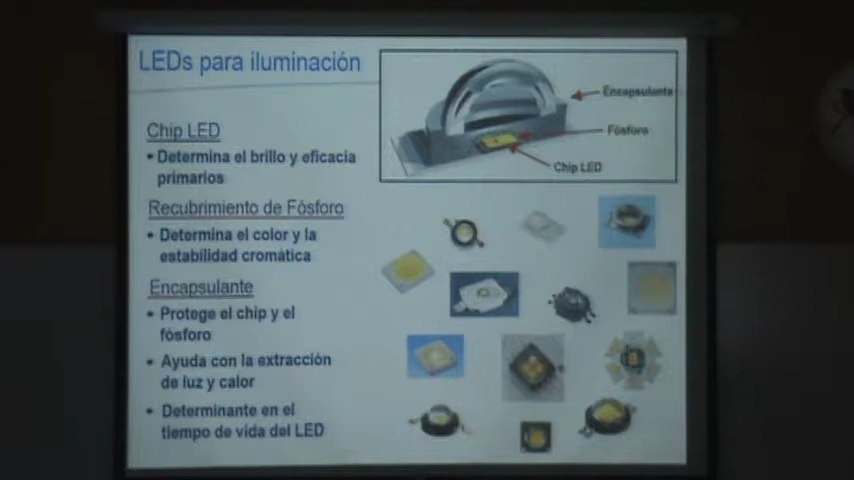 LEDs para iluminación
Encapsulante
Fósforo
Chip LED
Chip LED
• Determina el brillo y eficacia
primarios
Recubrimiento de Fósforo
• Determina el color y la
estabilidad cromática
Encapsulante
• Protege el chip y el
fósforo
• Ayuda con la extracción
de luz y calor
• Determinante en el
tiempo de vida del LED